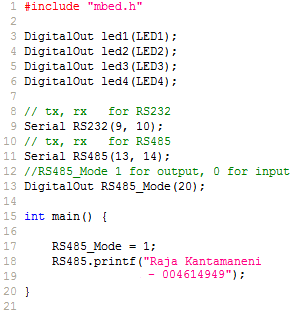 1 #include "mbed.h"
2
3 DigitalOut led1(LED1);
4 DigitalOut led2(LED2);
5 DigitalOut led3(LED3);
6 DigitalOut led4(LED4);
7
8 // tx, rx   for RS232
9 Serial RS232(9, 10);
10 // tx, rx   for RS485
11 Serial RS485(13, 14);
12 //RS485_Mode 1 for output, 0 for input
13 DigitalOut RS485_Mode(20);
14
15 int main() {
16
17     RS485_Mode = 1;
18     RS485.printf("Raja Kantamaneni
19                  - 004614949");
20 }
21